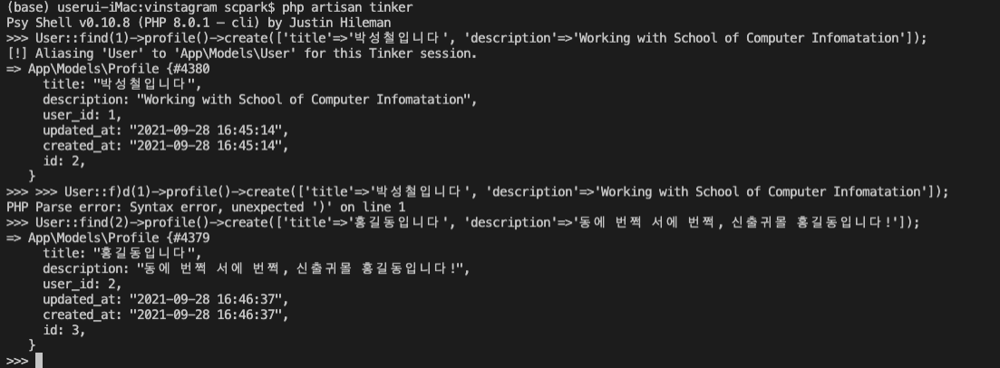 (base) userui-iMac:vinstagram scpark$ php artisan tinker
Psy Shell v0.10.8 (PHP 8.0.1 — cli) by Justin Hileman
>>> User::find(1)->profile()->create(['title'=>'박성철입니다', 'description'=>'Working with School of Computer Infomatation']);
[!] Aliasing 'User' to 'App\Models\User' for this Tinker session.
=> App\Models\Profile {#4380
title: "박성철입니다",
description: "Working with School of Computer Infomatation",
user_id: 1,
updated_at: "2021-09-28 16:45:14",
created_at: "2021-09-28 16:45:14",
id: 2,
}
>>> >>> User::f)d(1)->profile()->create(['title'=>'박성철입니다', 'description'=>'Working with School of Computer Infomatation']);
PHP Parse error: Syntax error, unexpected ')' on line 1
>>> User::find(2)->profile()->create(['title'=>'홍길동입니다', 'description'=>'동에 번쩍 서에 번쩍, 신출귀몰 홍길동입니다!']);
=> App\Models\Profile {#4379
title: "홍길동입니다",
description: "동에 번쩍 서에 번쩍, 신출귀몰 홍길동입니다!",
user_id: 2,
updated_at: "2021-09-28 16:46:37",
created_at: "2021-09-28 16:46:37",
id: 3,
}
>>>